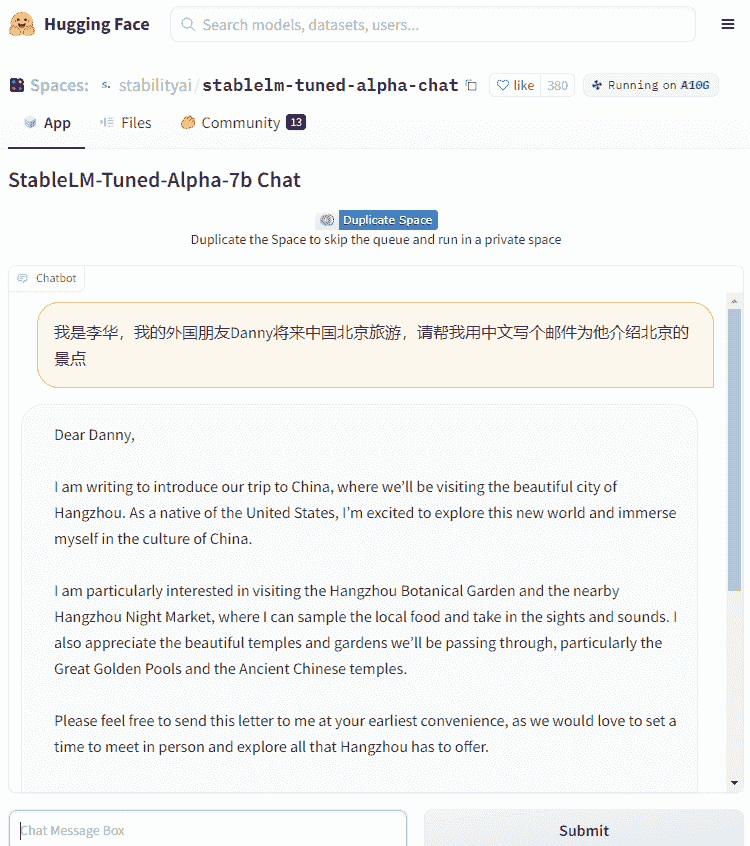 Hugging Face
Search models, datasets, users...
Spaces: s. stabilityai/stablelm-tuned-alpha-chat like 380 Running on A10G
App Files Community 13
StableLM-Tuned-Alpha-7b Chat
Duplicate Space
Duplicate the Space to skip the queue and run in a private space
Chatbot
我是李华，我的外国朋友Danny将来中国北京旅游，请帮我用中文写个邮件为他介绍北京的
景点
Dear Danny,
I am writing to introduce our trip to China, where we’ll be visiting the beautiful city of
Hangzhou. As a native of the United States, I’m excited to explore this new world and immerse
myself in the culture of China.
I am particularly interested in visiting the Hangzhou Botanical Garden and the nearby
Hangzhou Night Market, where I can sample the local food and take in the sights and sounds. I
also appreciate the beautiful temples and gardens we’ll be passing through, particularly the
Great Golden Pools and the Ancient Chinese temples.
Please feel free to send this letter to me at your earliest convenience, as we would love to set a
time to meet in person and explore all that Hangzhou has to offer.
Chat Message Box
Submit